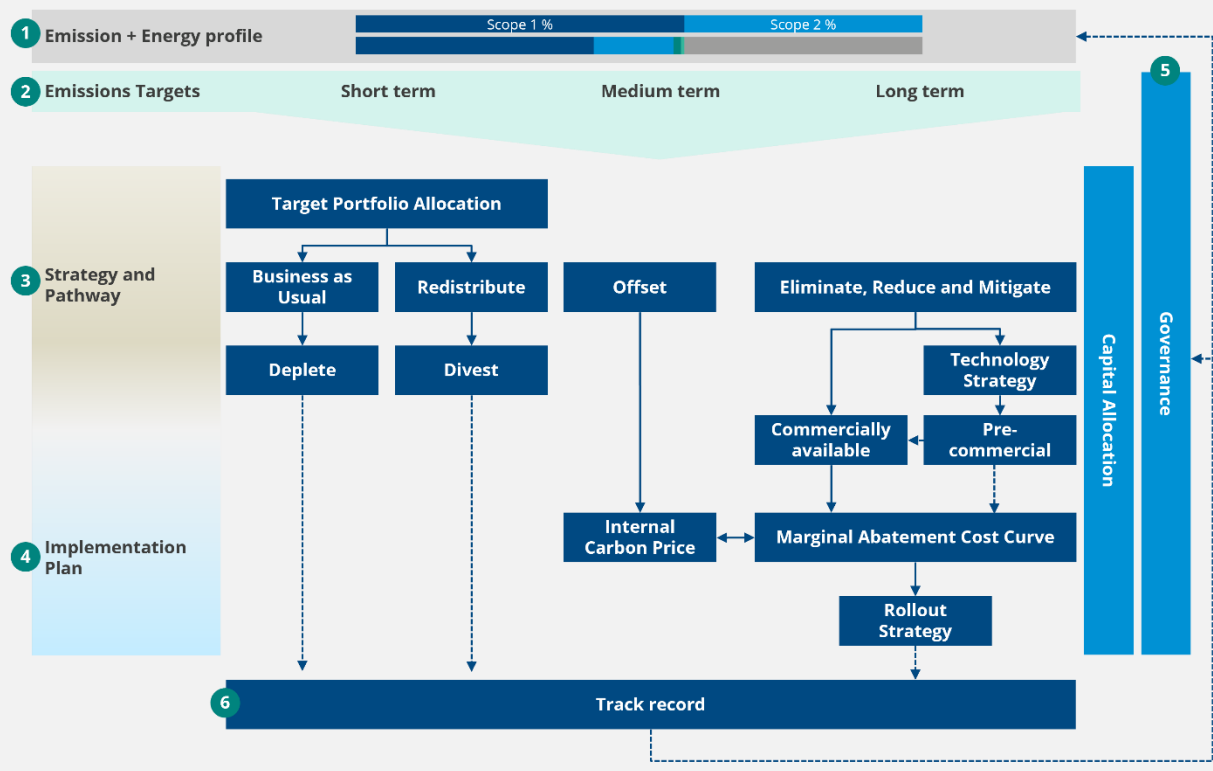 1
Emission + Energy profile
Scope 1 %
Scope 2 %
2
Emissions Targets
Short term
Medium term
Long term
5
3
Strategy and
Pathway
Target Portfolio Allocation
Business as
Usual
Redistribute
Offset
Eliminate, Reduce and Mitigate
Deplete
Divest
Technology
Strategy
Commercially
available
Pre-
commercial
Capital Allocation
Governance
4
Implementation
Plan
Internal
Carbon Price
Marginal Abatement Cost Curve
Rollout
Strategy
6
Track record